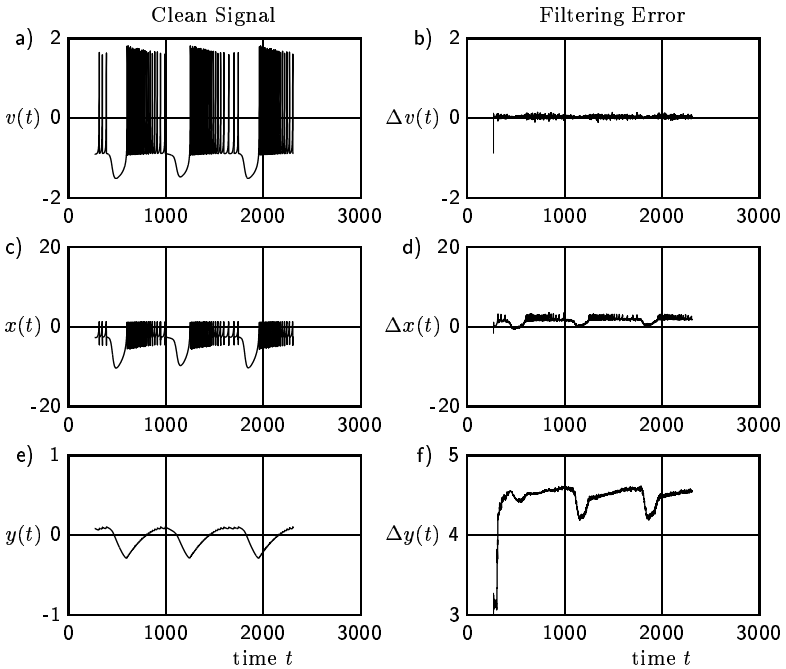 Clean Signal
Filtering Error
a) 2
v(t) 0
-2
0 1000 2000 3000
b) 2
Δv(t) 0
-2
0 1000 2000 3000
c) 20
x(t) 0
-20
0 1000 2000 3000
d) 20
Δx(t) 0
-20
0 1000 2000 3000
e) 1
y(t) 0
-1
0 1000 2000 3000
time t
f) 5
Δy(t) 4
3
0 1000 2000 3000
time t